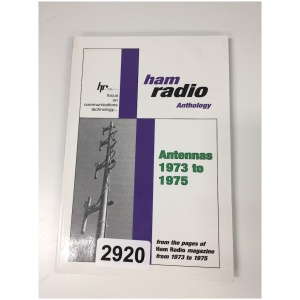 hr
focus
on
communications
technology...
ham
radio
Anthology
Antennas
1973 to
1975
2920
from the pages of
Ham Radio magazine
from 1973 to 1975